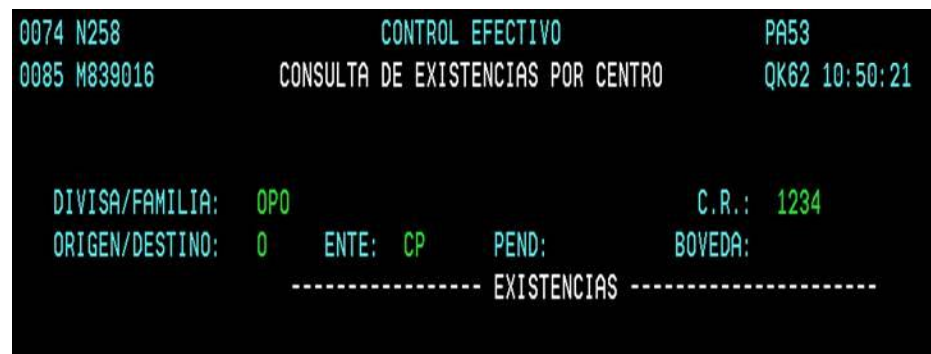 0074 N258 CONTROL EFECTIVO PA53
0085 M839016 CONSULTA DE EXISTENCIAS POR CENTRO QK62 10:50:21
DIVISA/FAMILIA: OPO C.R.: 1234
ORIGEN/DESTINO: O ENTE: CP PEND: BOVEDA:
----------------- EXISTENCIAS ----------------------